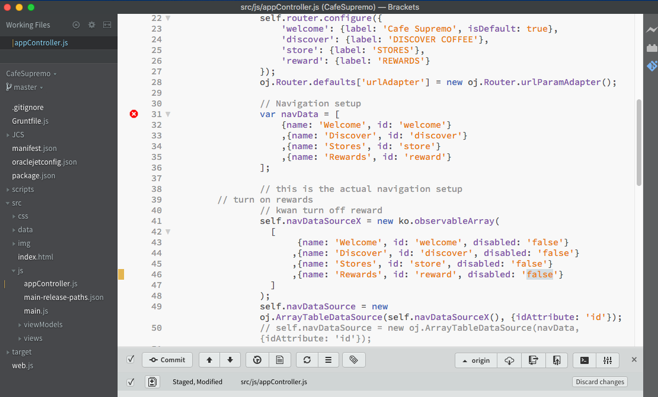 src/js/appController.js (CafeSupremo) — Brackets
Working Files
appController.js
CafeSupremo
master
.gitignore
Gruntfile.js
JCS
manifest.json
oraclejetconfig.json
package.json
scripts
src
css
data
img
index.html
js
appController.js
main-release-paths.json
main.js
viewModels
views
target
web.js
22 self.router.configure({
23 'welcome': {label: 'Cafe Supremo', isDefault: true},
24 'discover': {label: 'DISCOVER COFFEE'},
25 'store': {label: 'STORES'},
26 'reward': {label: 'REWARDS'}
27 });
28 oj.Router.defaults['urlAdapter'] = new oj.Router.urlParamAdapter();
29
30 // Navigation setup
31 var navData = [
32 {name: 'Welcome', id: 'welcome'}
33 ,{name: 'Discover', id: 'discover'}
34 ,{name: 'Stores', id: 'store'}
35 ,{name: 'Rewards', id: 'reward'}
36 ];
37
38 // this is the actual navigation setup
39 // turn on rewards
40 // kwan turn off reward
41 self.navDataSourceX = new ko.observableArray(
42 [
43 {name: 'Welcome', id: 'welcome', disabled: 'false'}
44 ,{name: 'Discover', id: 'discover', disabled: 'false'}
45 ,{name: 'Stores', id: 'store', disabled: 'false'}
46 ,{name: 'Rewards', id: 'reward', disabled: 'false'}
47 ]
48 );
49 self.navDataSource = new
oj.ArrayTableDataSource(self.navDataSourceX(), {idAttribute: 'id'});
50 // self.navDataSource = new oj.ArrayTableDataSource(navData,
{idAttribute: 'id'});
Commit
origin
Staged, Modified src/js/appController.js
Discard changes